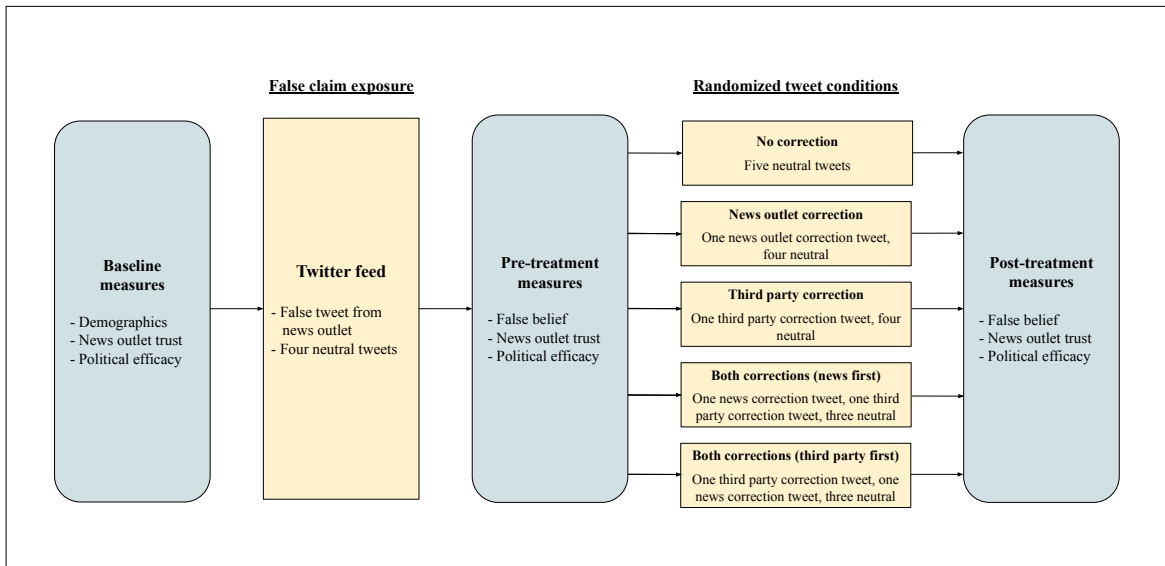 False claim exposure
Randomized tweet conditions
Baseline
measures
- Demographics
- News outlet trust
- Political efficacy
Twitter feed
- False tweet from
news outlet
- Four neutral tweets
Pre-treatment
measures
- False belief
- News outlet trust
- Political efficacy
No correction
Five neutral tweets
News outlet correction
One news outlet correction tweet,
four neutral
Third party correction
One third party correction tweet, four
neutral
Both corrections (news first)
One news correction tweet, one third
party correction tweet, three neutral
Both corrections (third party first)
One third party correction tweet, one
news correction tweet, three neutral
Post-treatment
measures
- False belief
- News outlet trust
- Political efficacy